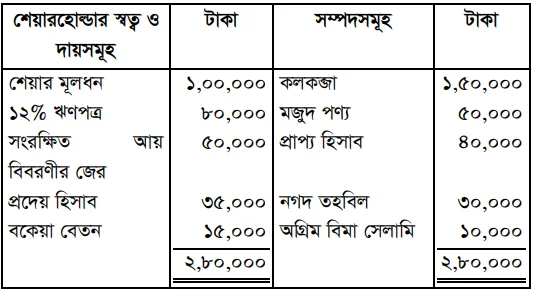 শেয়ারহোল্ডার স্বত্ব ও দায়সমূহ টাকা সম্পদসমূহ টাকা
শেয়ার মূলধন ১,০০,০০০ কলকব্জা ১,৫০,০০০
১২% ঋণপত্র ৮০,০০০ মজুদ পণ্য ৫০,০০০
সংরক্ষিত আয় ৫০,০০০ প্রাপ্য হিসাব ৪০,০০০
বিবরণীর জের
প্রদেয় হিসাব ৩৫,০০০ নগদ তহবিল ৩০,০০০
বকেয়া বেতন ১৫,০০০ অগ্রিম বিমা সেলামি ১০,০০০
২,৮০,০০০ ২,৮০,০০০